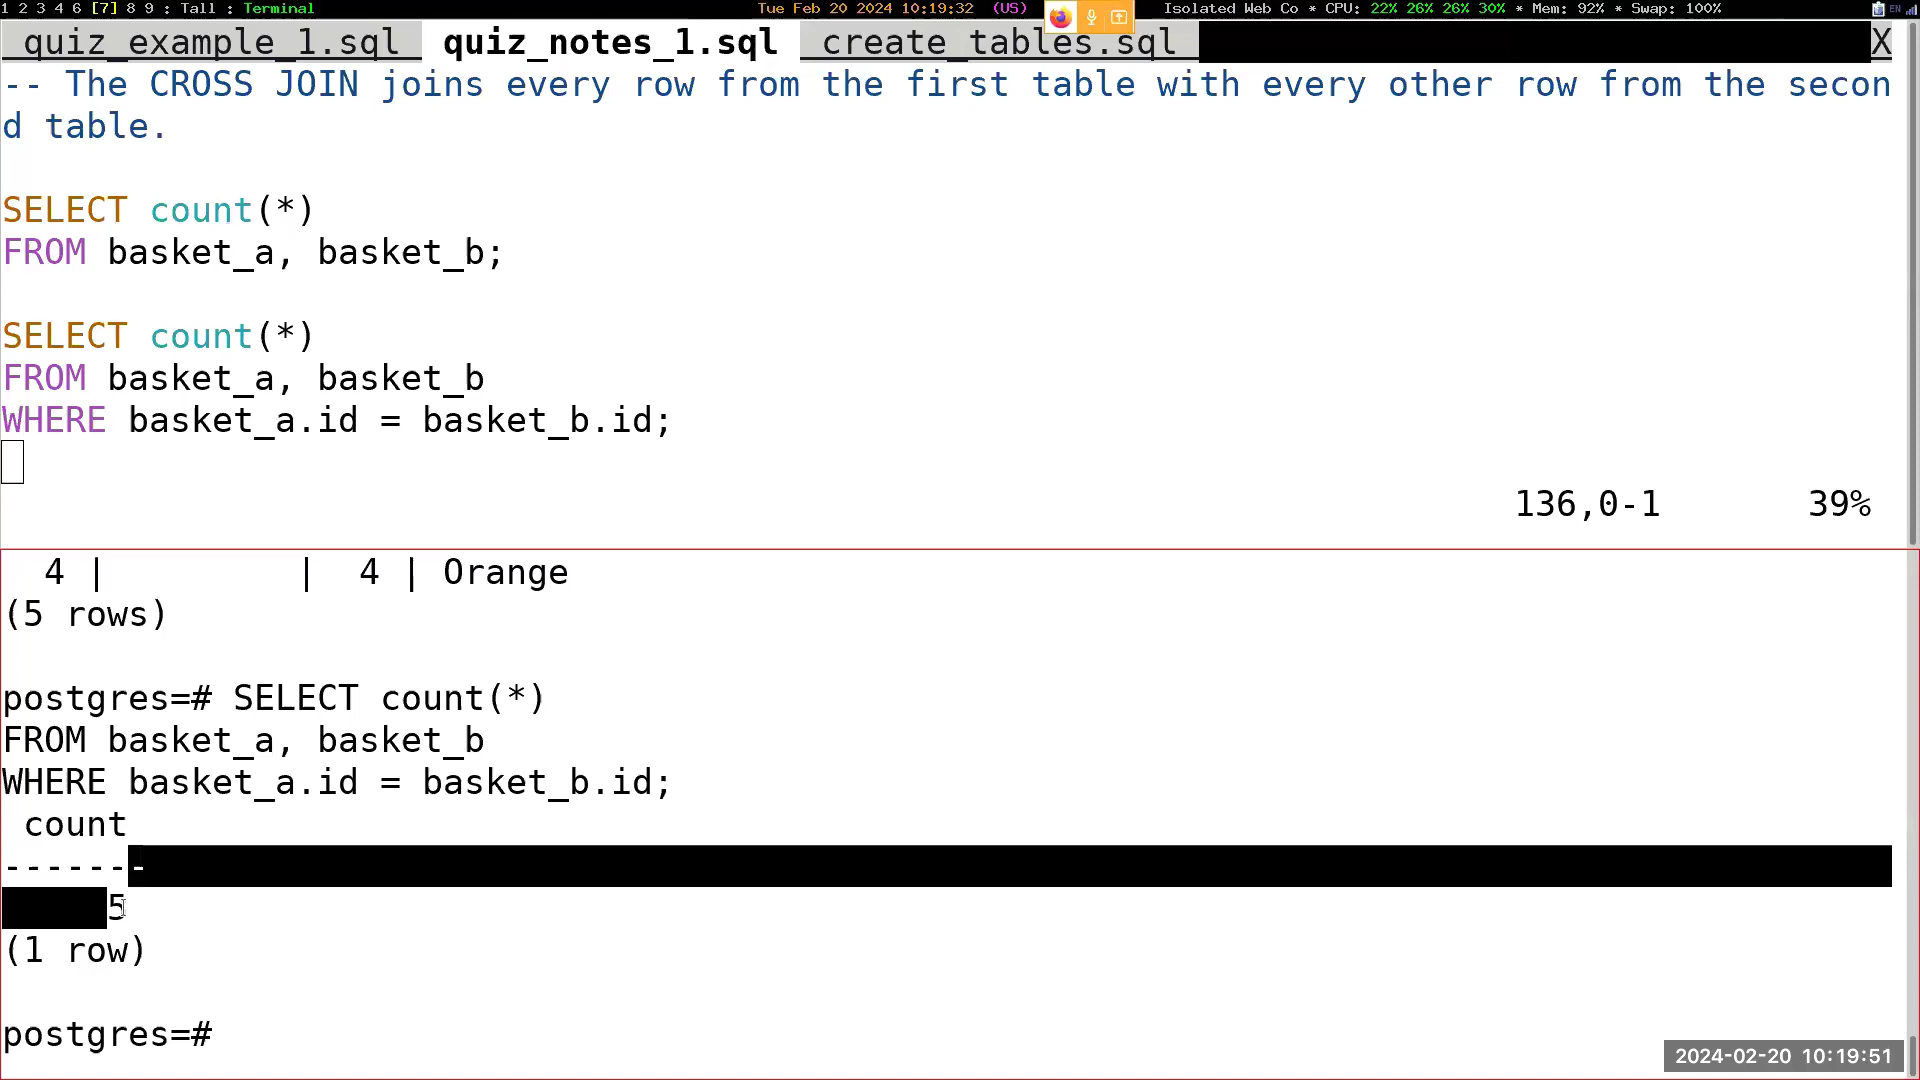 1 2 3 4 6 [7] 8 9 : Tall : Terminal Tue Feb 20 2024 10:19:32 (US) Isolated Web Co * CPU: 22% 26% 26% 30% * Mem: 92% * Swap: 100% EN
quiz_example_1.sql quiz_notes_1.sql create_tables.sql X
-- The CROSS JOIN joins every row from the first table with every other row from the secon
d table.
SELECT count(*)
FROM basket_a, basket_b;
SELECT count(*)
FROM basket_a, basket_b
WHERE basket_a.id = basket_b.id;
136,0-1 39%
4 | | 4 | Orange
(5 rows)
postgres=# SELECT count(*)
FROM basket_a, basket_b
WHERE basket_a.id = basket_b.id;
count
-------
5
(1 row)
postgres=#
2024-02-20 10:19:51